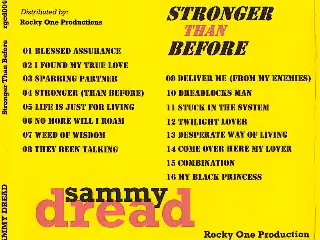 Distributed by:
Rocky One Productions
STRONGER
THAN
BEFORE
01 BLESSED ASSURANCE
02 I FOUND MY TRUE LOVE
03 SPARRING PARTNER
04 STRONGER (THAN BEFORE)
05 LIFE IS JUST FOR LIVING
06 NO MORE WILL I ROAM
07 WEED OF WISDOM
08 THEY BEEN TALKING
09 DELIVER ME (FROM MY ENEMIES)
10 DREADLOCKS MAN
11 STUCK IN THE SYSTEM
12 TWILIGHT LOVER
13 DESPERATE WAY OF LIVING
14 COME OVER HERE MY LOVER
15 COMBINATION
16 MY BLACK PRINCESS
sammy
dread
Rocky One Production
Stronger Than Before
MMY DREAD